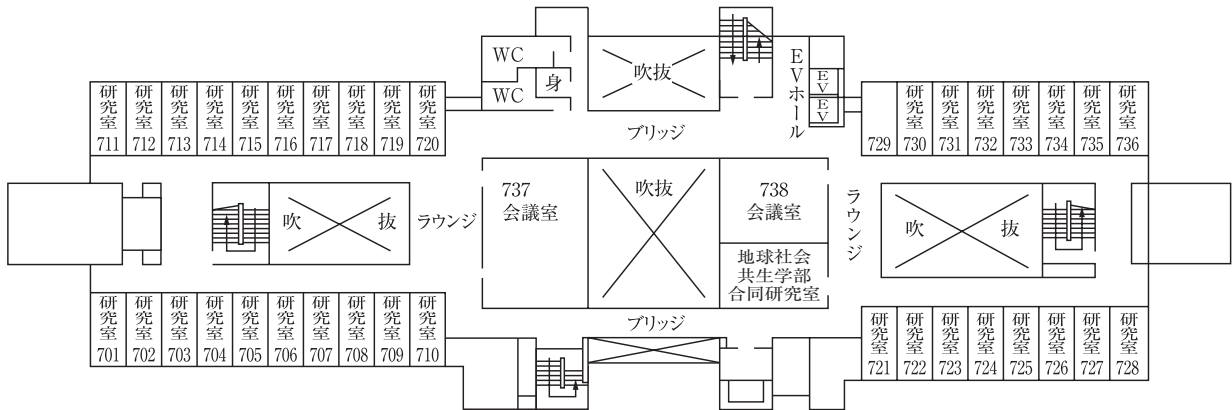 WC
吹抜
EVホール
身
EV
WC
EV
研究室 711
研究室 712
研究室 713
研究室 714
研究室 715
研究室 716
研究室 717
研究室 718
研究室 719
研究室 720
ブリッジ
729
研究室 730
研究室 731
研究室 732
研究室 733
研究室 734
研究室 735
研究室 736
吹抜
ラウンジ
737
会議室
吹抜
738
会議室
地球社会
共生学部
合同研究室
ラウンジ
吹抜
研究室 701
研究室 702
研究室 703
研究室 704
研究室 705
研究室 706
研究室 707
研究室 708
研究室 709
研究室 710
ブリッジ
研究室 721
研究室 722
研究室 723
研究室 724
研究室 725
研究室 726
研究室 727
研究室 728